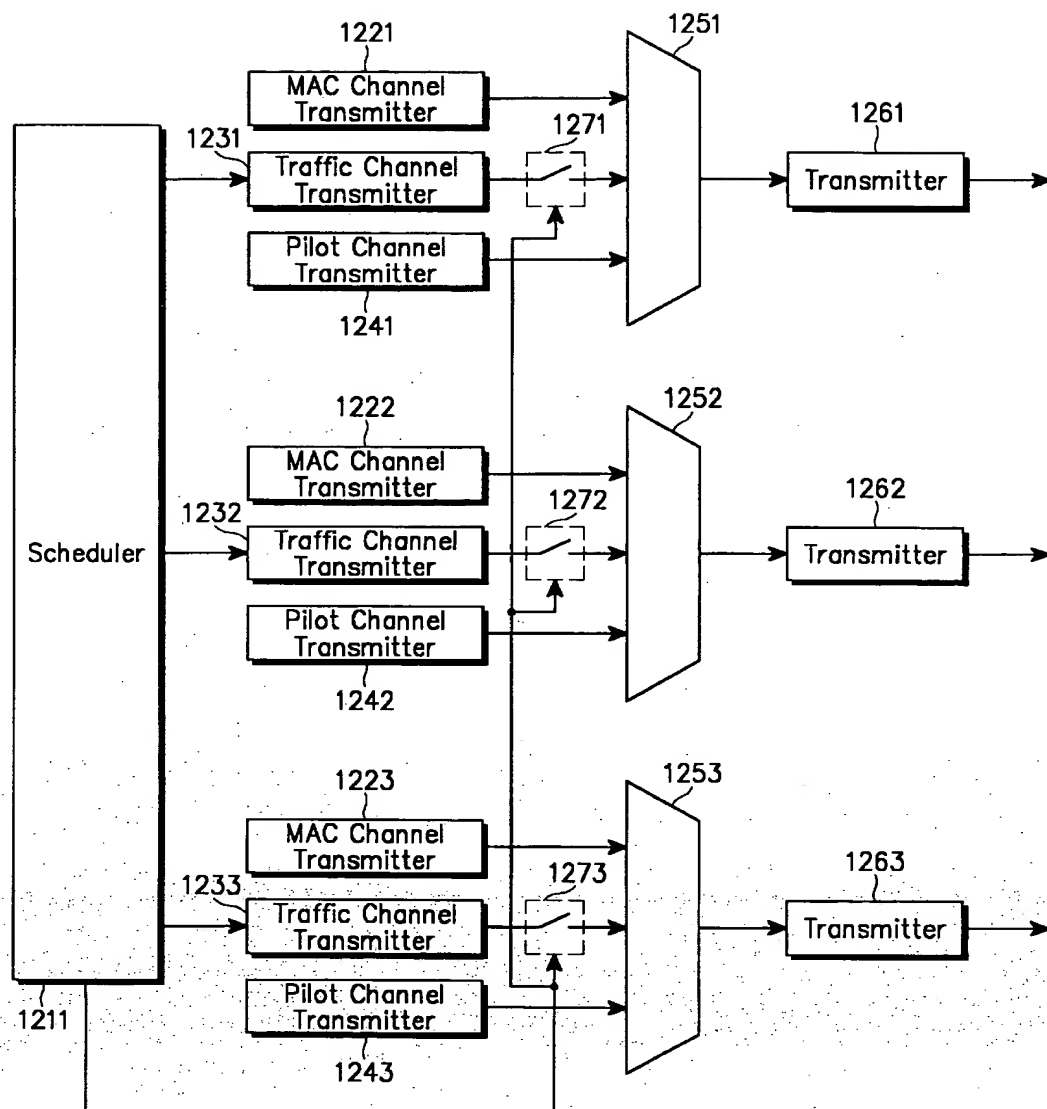 1221
1251
MAC Channel
Transmitter
1231
1271
1261
Traffic Channel
Transmitter
Transmitter
Pilot Channel
Transmitter
1241
1222
1252
MAC Channel
Transmitter
1232
1272
1262
Scheduler
Traffic Channel
Transmitter
Transmitter
Pilot Channel
Transmitter
1242
1223
1253
MAC Channel
Transmitter
1233
1273
1263
Traffic Channel
Transmitter
Transmitter
Pilot Channel
Transmitter
1211
1243